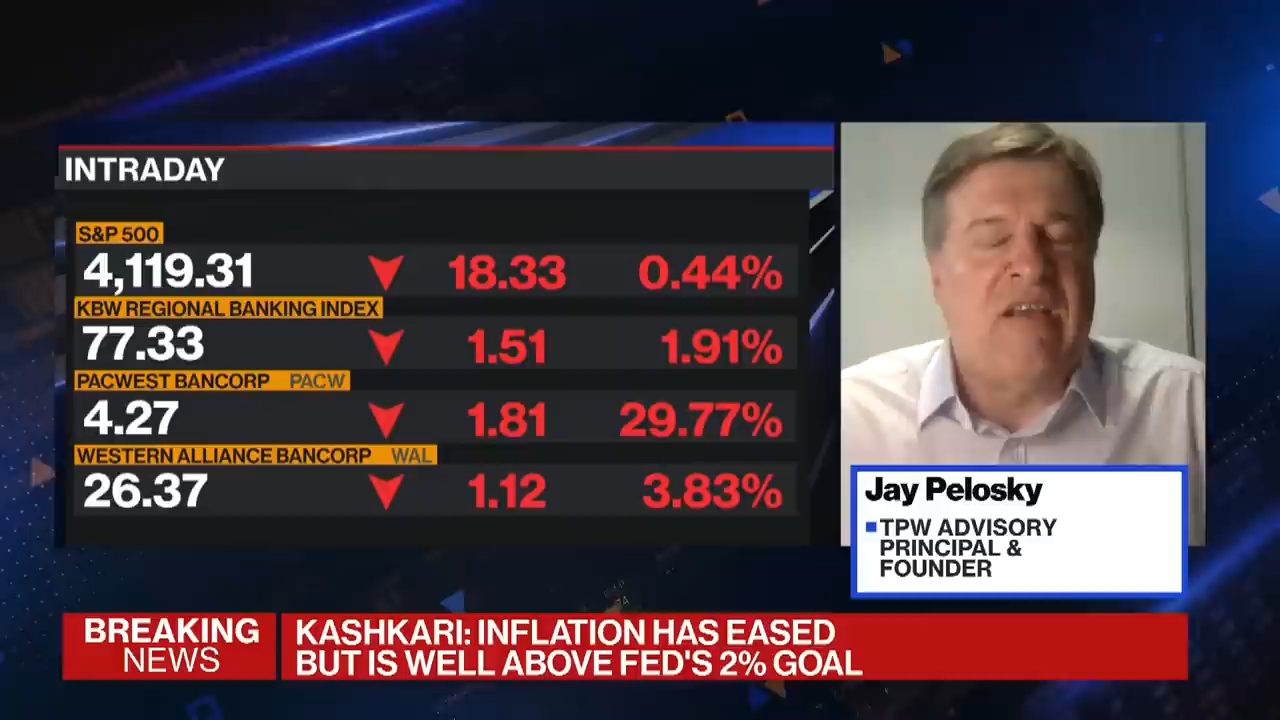 INTRADAY
S&P 500
4,119.31 18.33 0.44%
KBW REGIONAL BANKING INDEX
77.33 1.51 1.91%
PACWEST BANCORP PACW
4.27 1.81 29.77%
WESTERN ALLIANCE BANCORP WAL
26.37 1.12 3.83%
Jay Pelosky
TPW ADVISORY
PRINCIPAL &
FOUNDER
BREAKING
NEWS
KASHKARI: INFLATION HAS EASED
BUT IS WELL ABOVE FED'S 2% GOAL